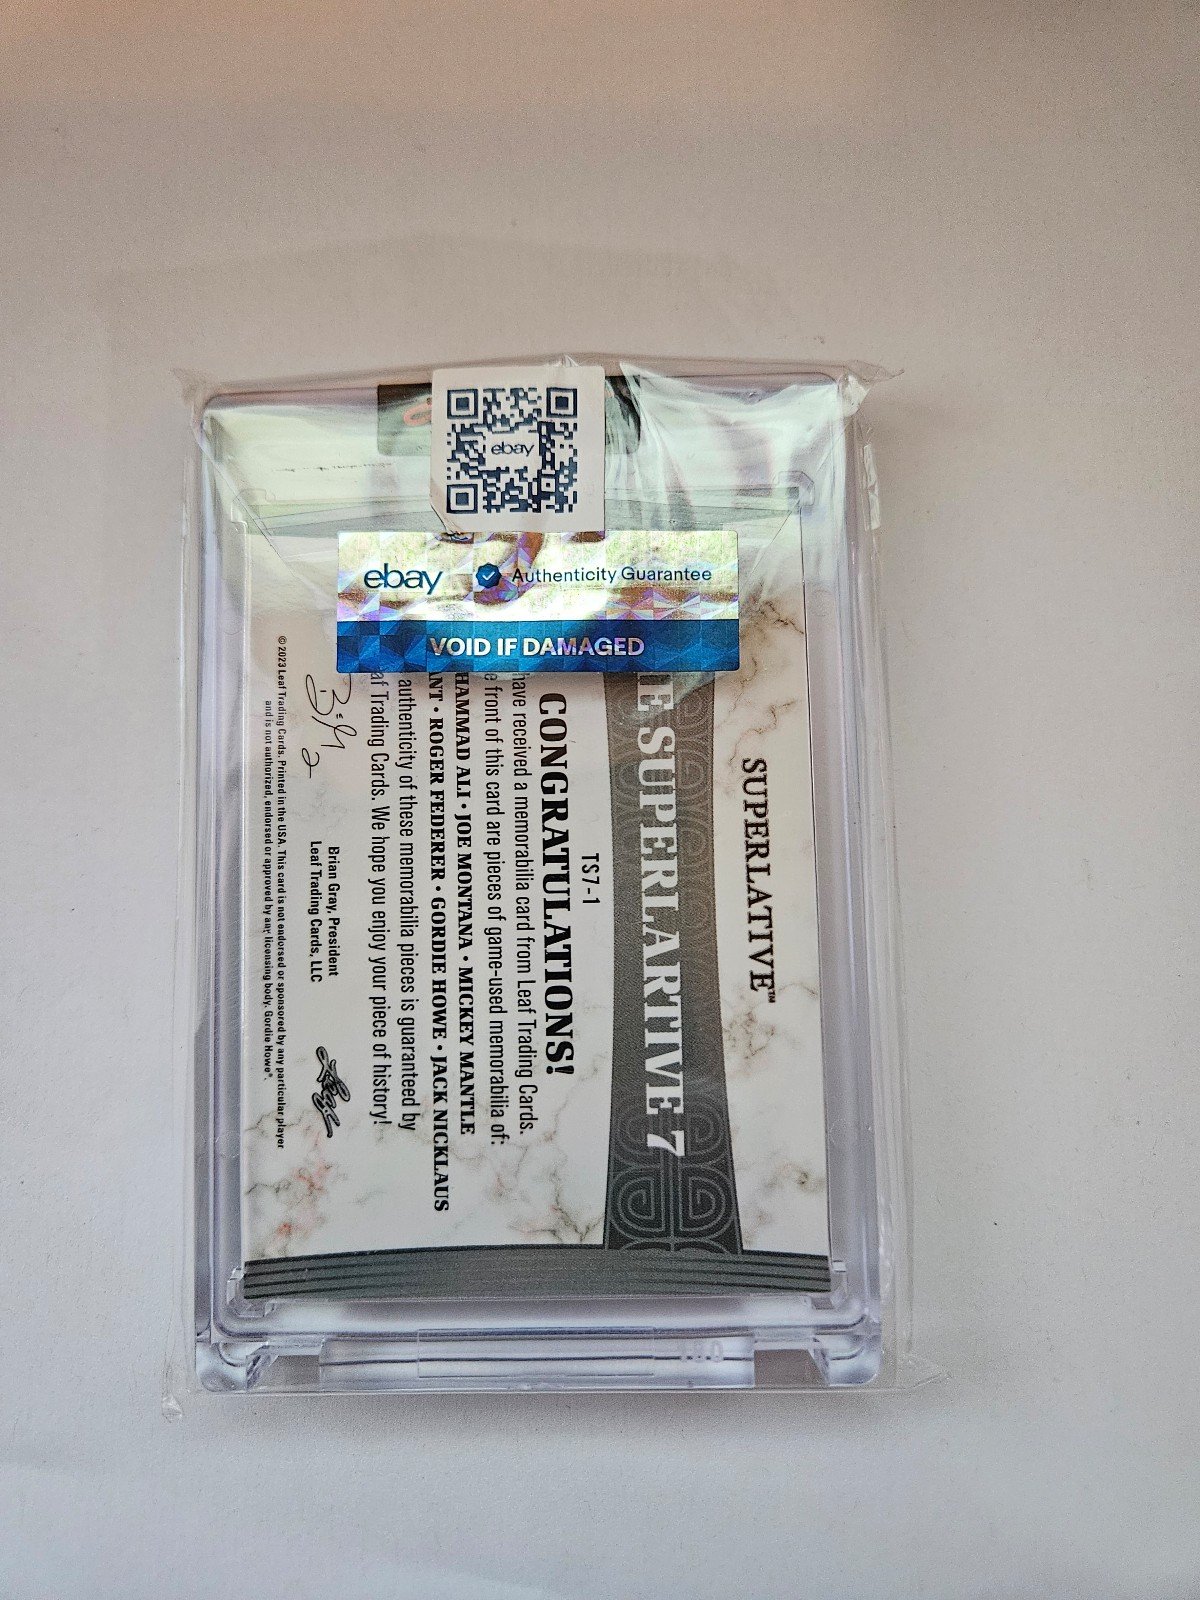 ebay
ebay Authenticity Guarantee
VOID IF DAMAGED
SUPERLATIVE™
E SUPERLARTIVE 7
TS7-1
CONGRATULATIONS!
have received a memorabilia card from Leaf Trading Cards.
e front of this card are pieces of game-used memorabilia of:
HAMMAD ALI • JOE MONTANA • MICKEY MANTLE
ANT • ROGER FEDERER • GORDIE HOWE • JACK NICKLAUS
authenticity of these memorabilia pieces is guaranteed by
af Trading Cards. We hope you enjoy your piece of history!
Brian Gray, President
Leaf Trading Cards, LLC
Leaf
© 2023 Leaf Trading Cards. Printed in the USA. This card is not endorsed or sponsored by any particular player
and is not authorized, endorsed or approved by any licensing body. Gordie Howe®.